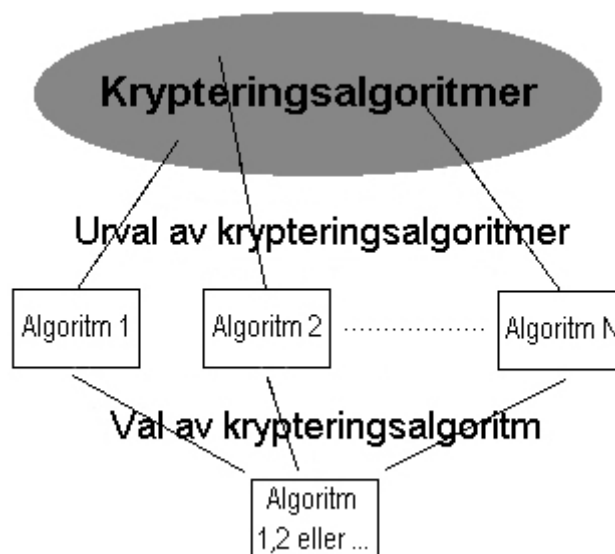 Krypteringsalgoritmer
Urval av krypteringsalgoritmer
Algoritm 1
Algoritm 2
Algoritm N
Val av krypteringsalgoritm
Algoritm
1,2 eller ...